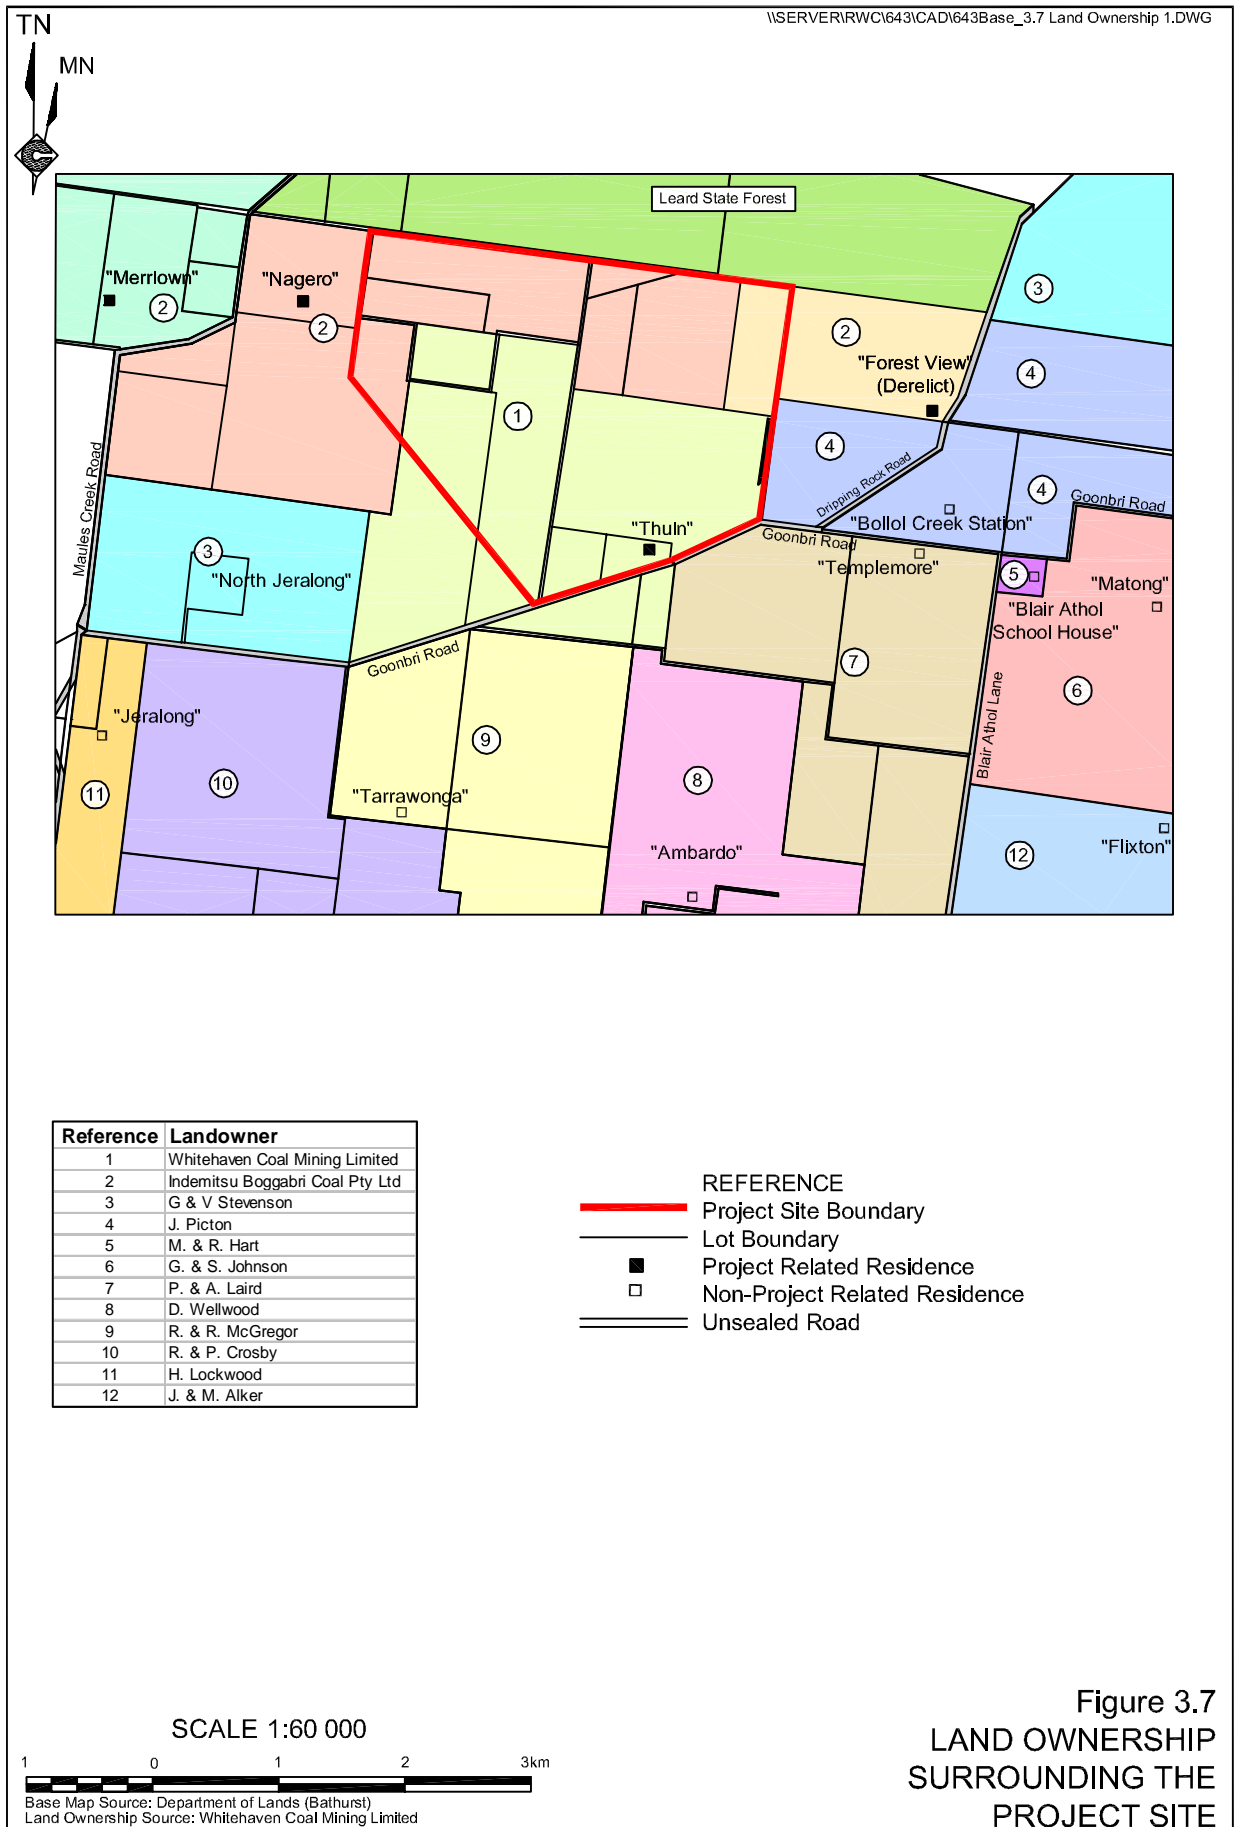 \\SERVER\RWC\643\CAD\643Base_3.7 Land Ownership 1.DWG
TN
MN
Leard State Forest
"Merrlown"
2
"Nagero"
2
3
2
"Forest View"
(Derelict)
4
1
4
Dripping Rock Road
4
Goonbri Road
Maules Creek Road
"Thuln"
"Bollol Creek Station"
Goonbri Road
"Templemore"
3
"North Jeralong"
5
"Matong"
"Blair Athol
School House"
Goonbri Road
7
6
Blair Athol Lane
"Jeralong"
9
8
10
11
"Tarrawonga"
"Ambardo"
12
"Flixton"
Reference Landowner
1 Whitehaven Coal Mining Limited
2 Indemitsu Boggabri Coal Pty Ltd
3 G & V Stevenson
4 J. Picton
5 M. & R. Hart
6 G. & S. Johnson
7 P. & A. Laird
8 D. Wellwood
9 R. & R. McGregor
10 R. & P. Crosby
11 H. Lockwood
12 J. & M. Alker
REFERENCE
Project Site Boundary
Lot Boundary
Project Related Residence
Non-Project Related Residence
Unsealed Road
SCALE 1:60 000
1 0 1 2 3km
Base Map Source: Department of Lands (Bathurst)
Land Ownership Source: Whitehaven Coal Mining Limited
Figure 3.7
LAND OWNERSHIP
SURROUNDING THE
PROJECT SITE